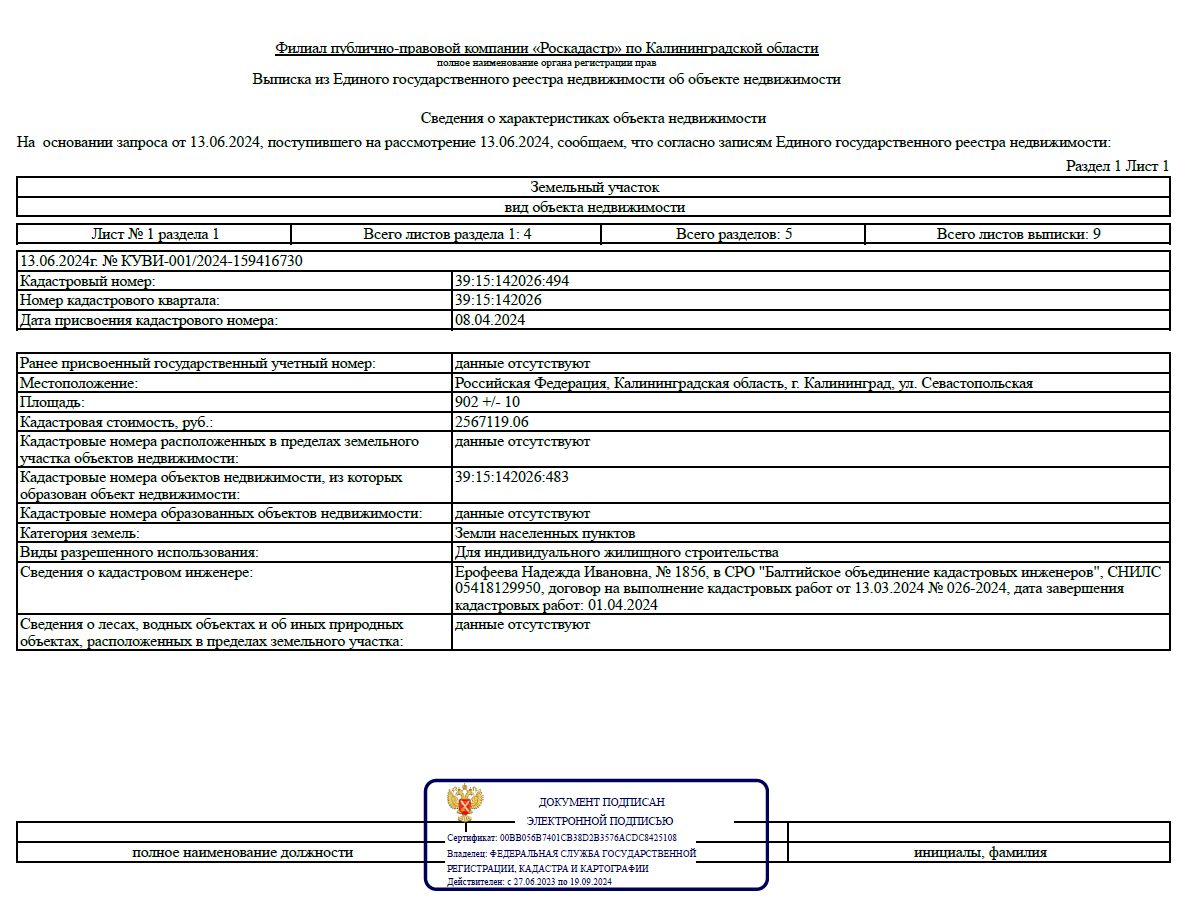 Филиал публично-правовой компании «Роскадастр» по Калининградской области
полное наименование органа регистрации прав
Выписка из Единого государственного реестра недвижимости об объекте недвижимости
Сведения о характеристиках объекта недвижимости
На основании запроса от 13.06.2024, поступившего на рассмотрение 13.06.2024, сообщаем, что согласно записям Единого государственного реестра недвижимости:
Раздел 1 Лист 1
Земельный участок
вид объекта недвижимости
Лист № 1 раздела 1 Всего листов раздела 1: 4 Всего разделов: 5 Всего листов выписки: 9
13.06.2024г. № КУВИ-001/2024-159416730
Кадастровый номер: 39:15:142026:494
Номер кадастрового квартала: 39:15:142026
Дата присвоения кадастрового номера: 08.04.2024
Ранее присвоенный государственный учетный номер: данные отсутствуют
Местоположение: Российская Федерация, Калининградская область, г. Калининград, ул. Севастопольская
Площадь: 902 +/- 10
Кадастровая стоимость, руб.: 2567119.06
Кадастровые номера расположенных в пределах земельного данные отсутствуют
участка объектов недвижимости:
Кадастровые номера объектов недвижимости, из которых 39:15:142026:483
образован объект недвижимости:
Кадастровые номера образованных объектов недвижимости: данные отсутствуют
Категория земель: Земли населенных пунктов
Виды разрешенного использования: Для индивидуального жилищного строительства
Сведения о кадастровом инженере: Ерофеева Надежда Ивановна, № 1856, в СРО "Балтийское объединение кадастровых инженеров", СНИЛС
05418129950, договор на выполнение кадастровых работ от 13.03.2024 № 026-2024, дата завершения
кадастровых работ: 01.04.2024
Сведения о лесах, водных объектах и об иных природных данные отсутствуют
объектах, расположенных в пределах земельного участка:
ДОКУМЕНТ ПОДПИСАН
ЭЛЕКТРОННОЙ ПОДПИСЬЮ
Сертификат: 00BB056B7401CB38D2B3576ACDC8425108
Владелец: ФЕДЕРАЛЬНАЯ СЛУЖБА ГОСУДАРСТВЕННОЙ
РЕГИСТРАЦИИ, КАДАСТРА И КАРТОГРАФИИ
Действителен: с 27.06.2023 по 19.09.2024
полное наименование должности инициалы, фамилия